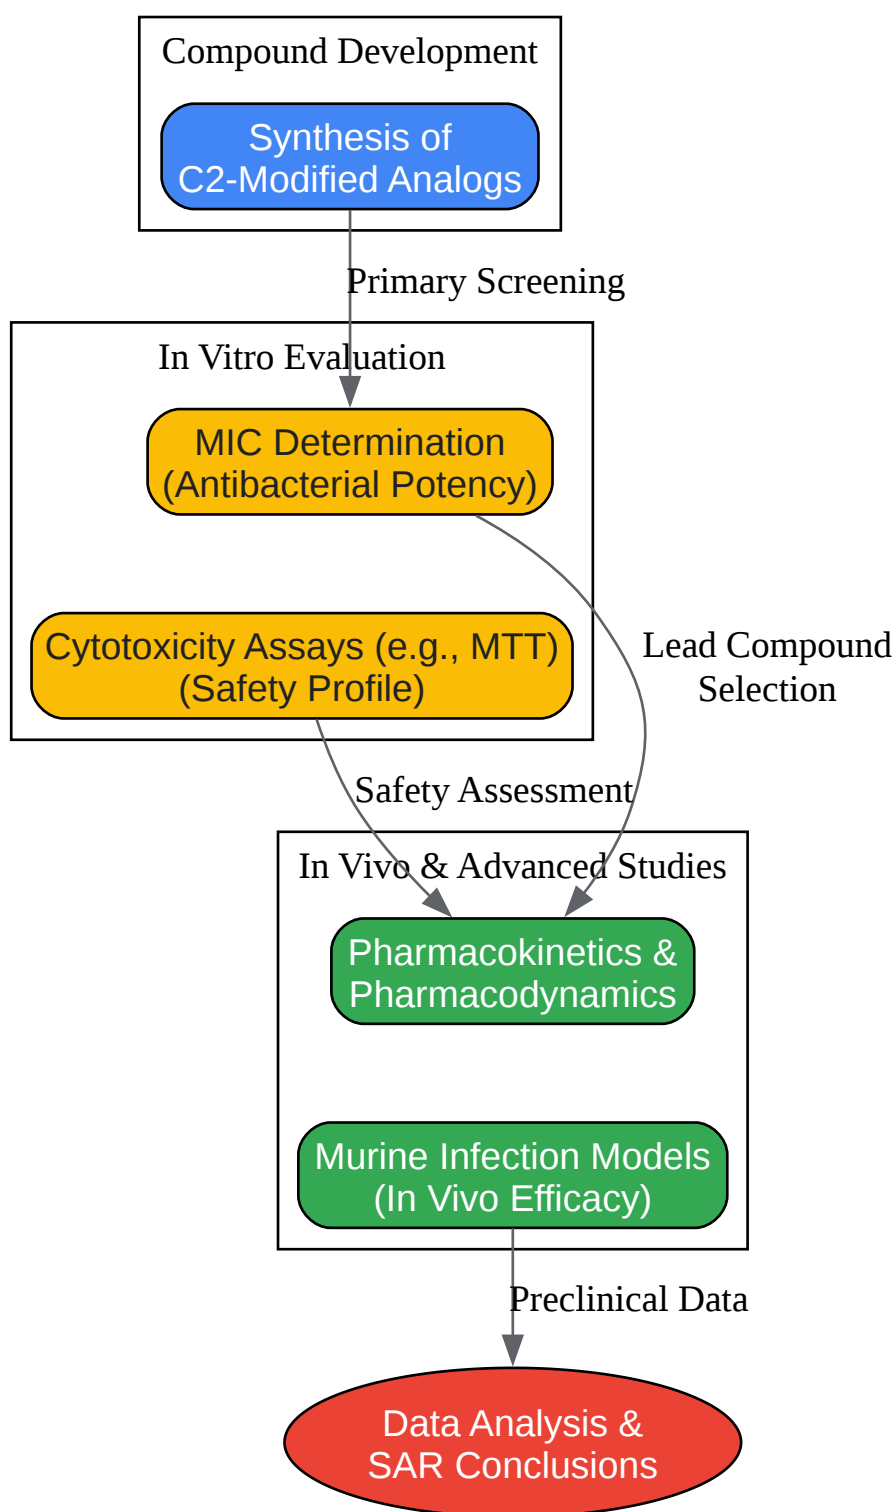 Compound Development
Synthesis of
C2-Modified Analogs
Primary Screening
In Vitro Evaluation
MIC Determination
(Antibacterial Potency)
Cytotoxicity Assays (e.g., MTT)
(Safety Profile)
Lead Compound
Selection
Safety Assessment
In Vivo & Advanced Studies
Pharmacokinetics &
Pharmacodynamics
Murine Infection Models
(In Vivo Efficacy)
Preclinical Data
Data Analysis &
SAR Conclusions